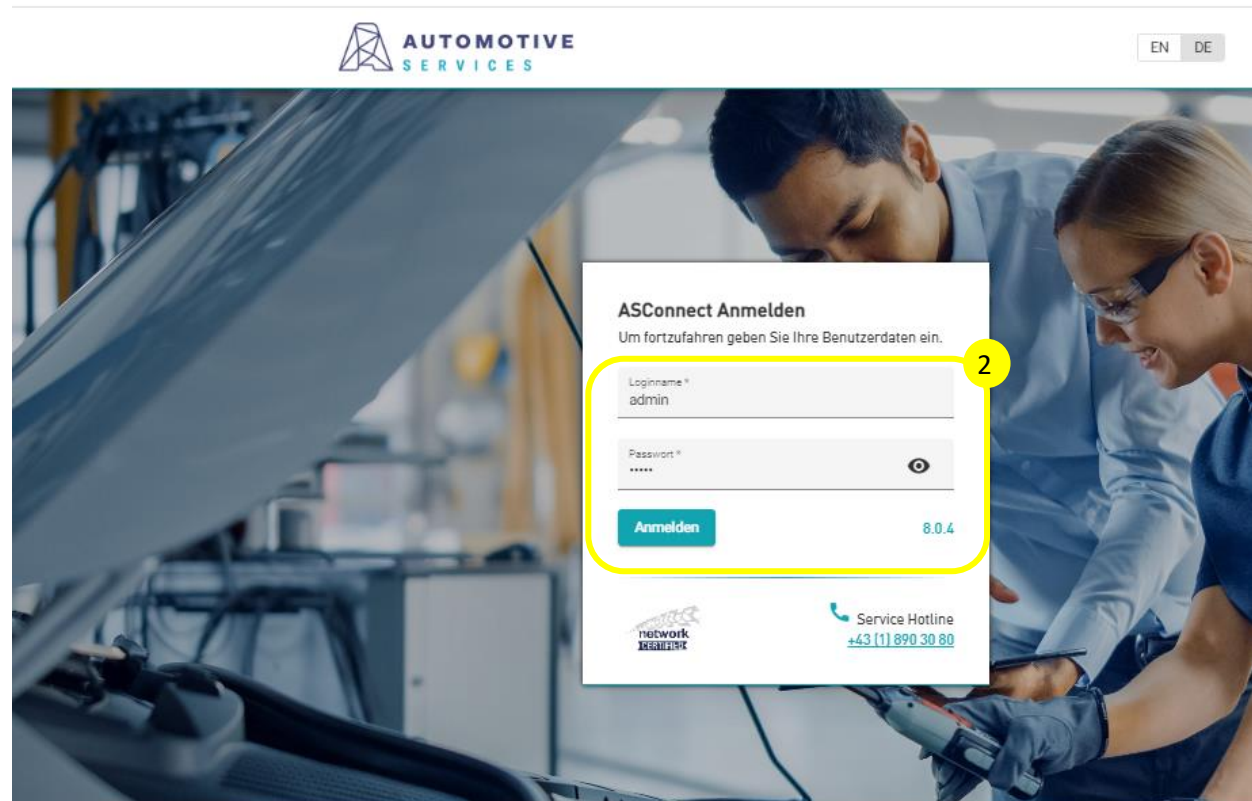 AUTOMOTIVE
SERVICES
EN DE
ASConnect Anmelden
Um fortzufahren geben Sie Ihre Benutzerdaten ein.
2
Loginname *
admin
Passwort *
•••••
Anmelden
8.0.4
network
CERTIFIED
Service Hotline
+43 (1) 890 30 80